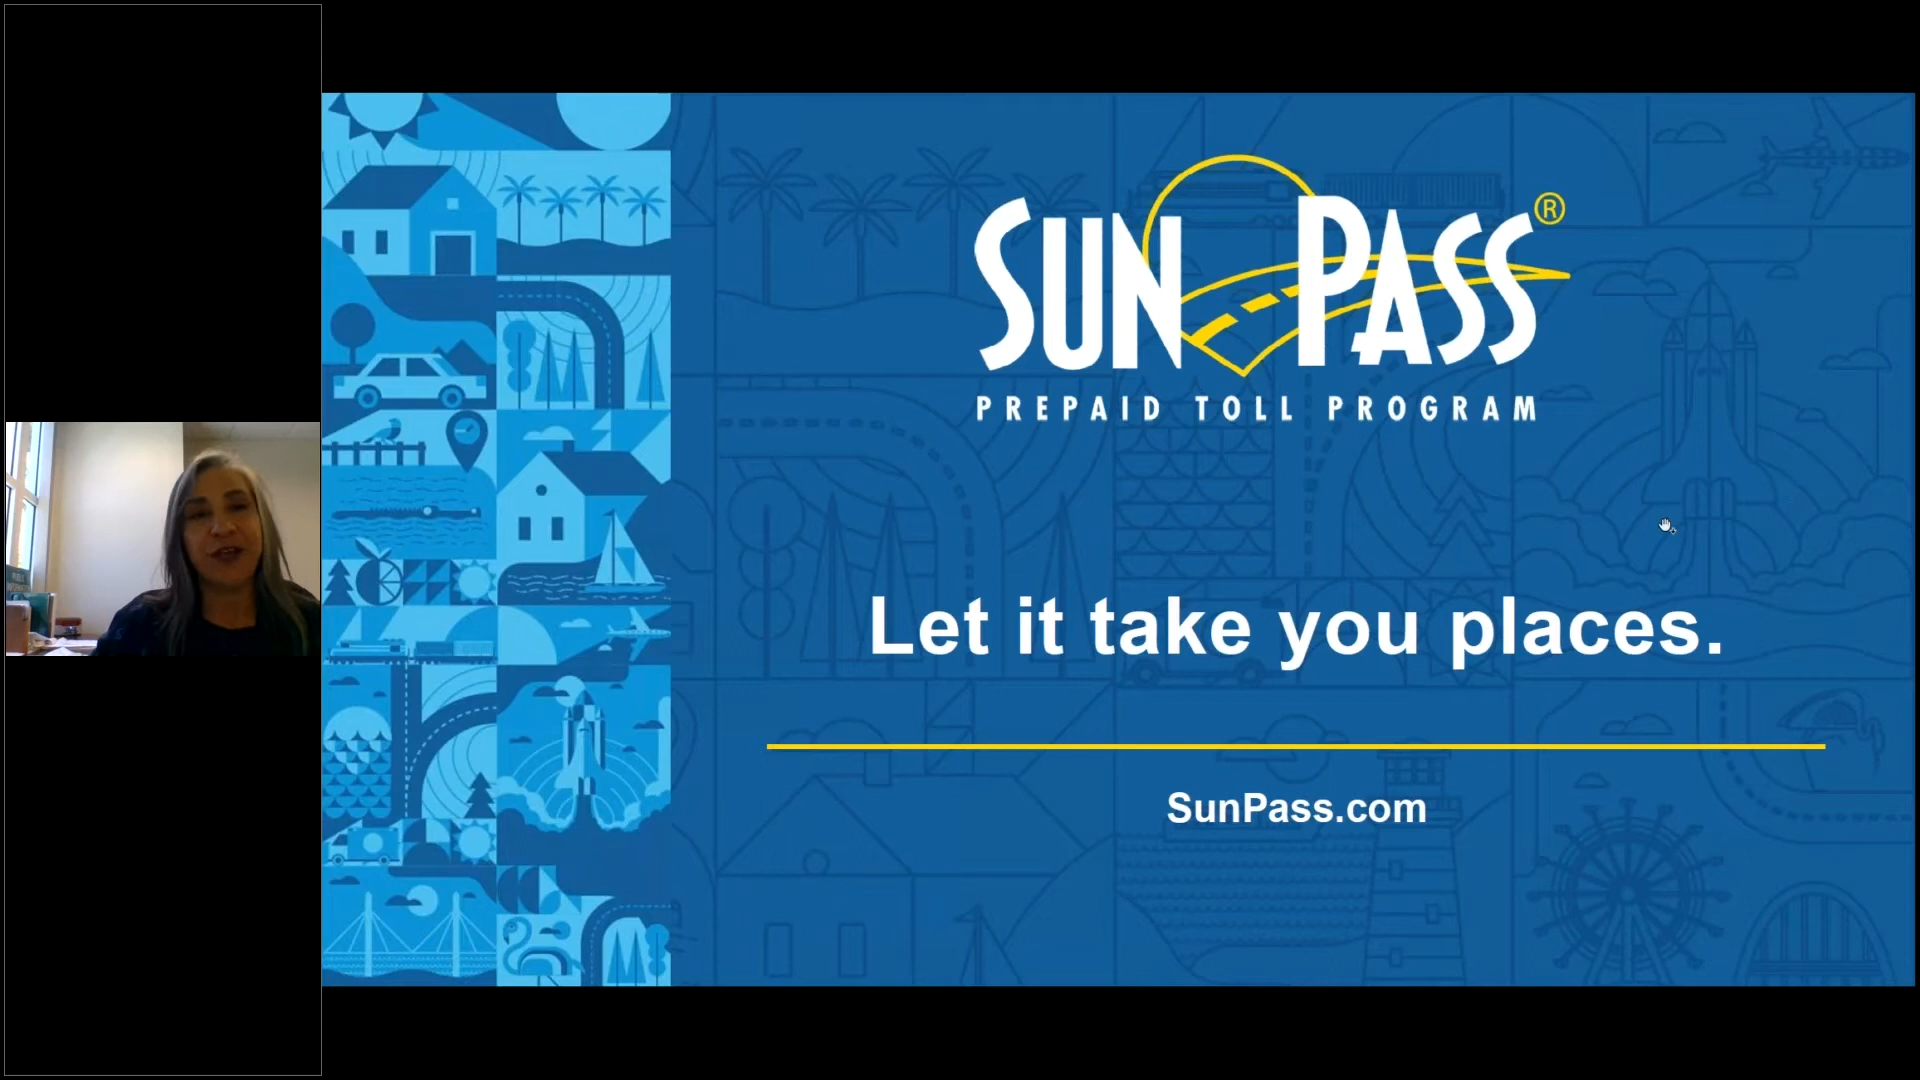 SUN PASS®
PREPAID TOLL PROGRAM
Let it take you places.
SunPass.com